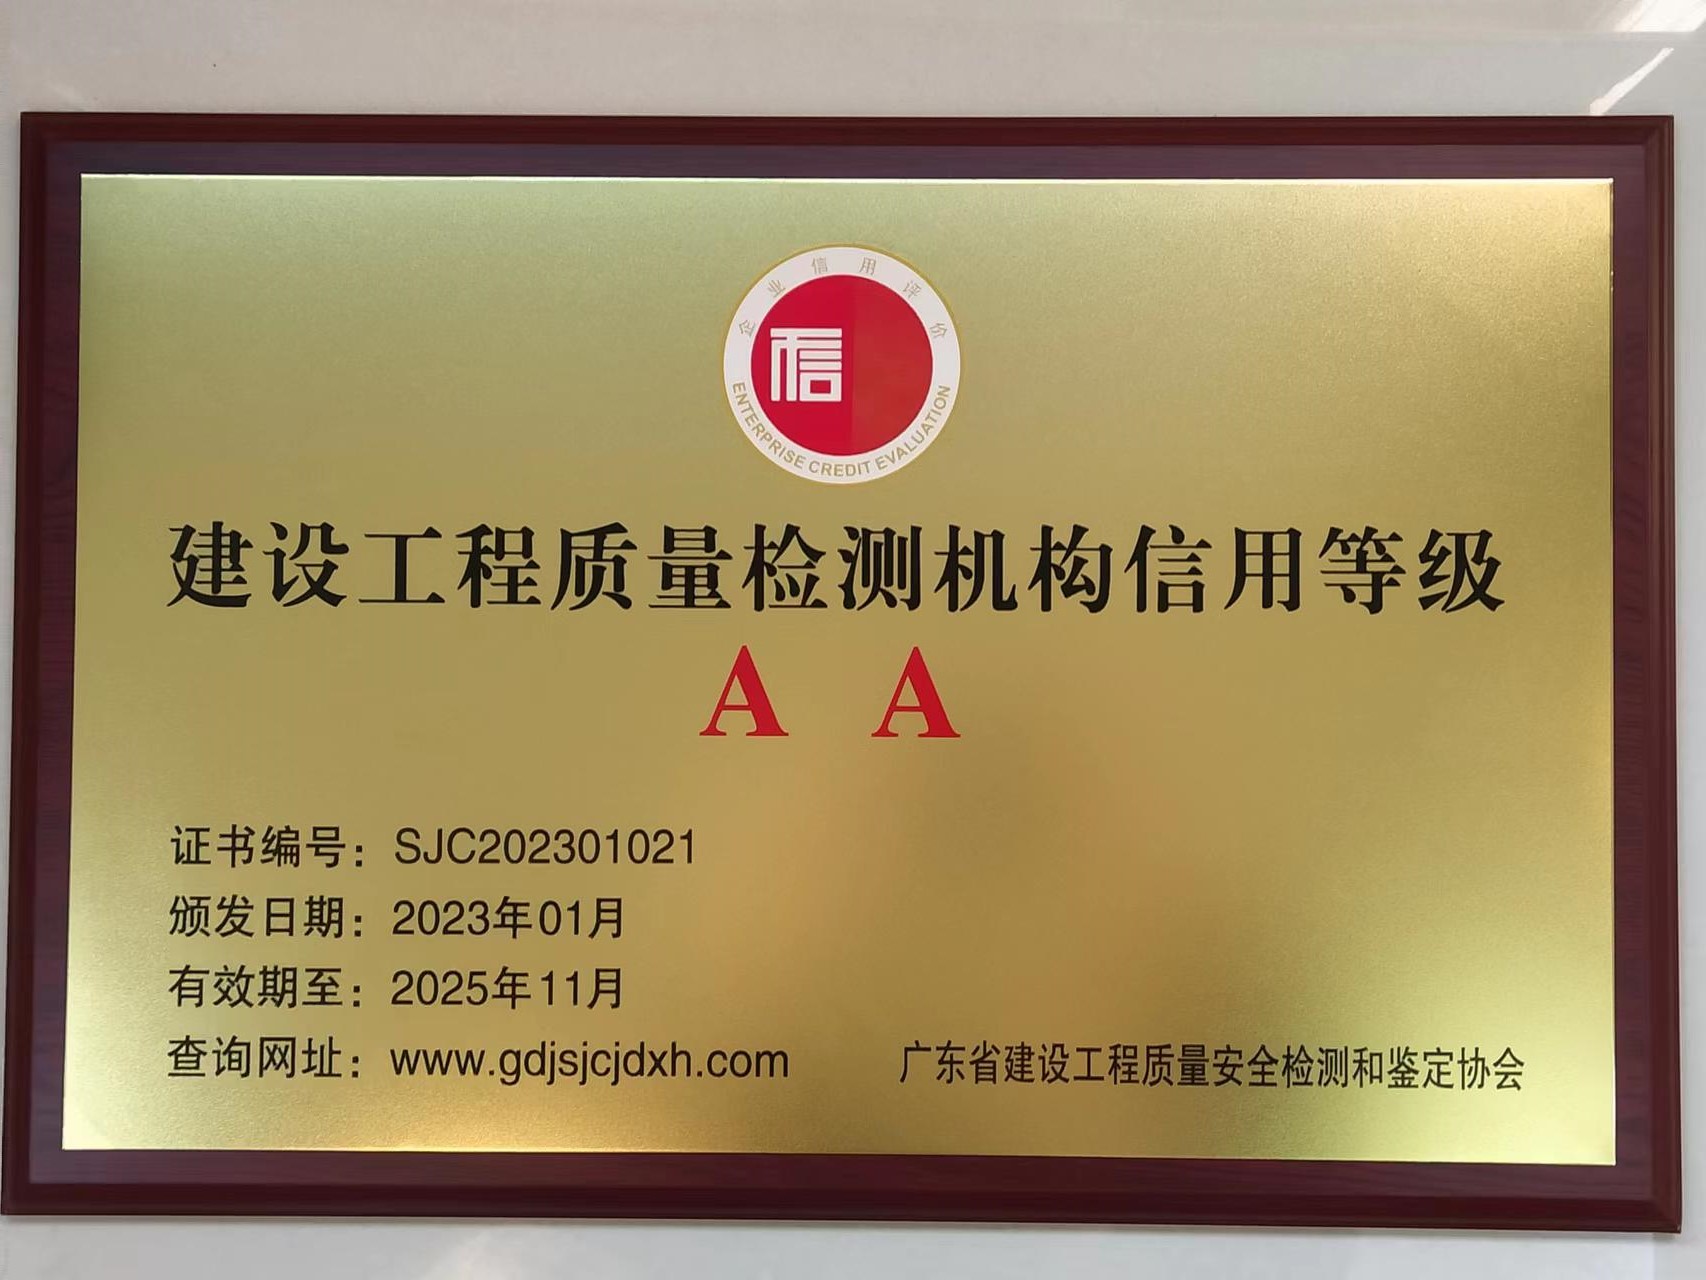 企业信用评价
信
ENTERPRISE CREDIT EVALUATION
建设工程质量检测机构信用等级
A A
证书编号：SJC202301021
颁发日期：2023年01月
有效期至：2025年11月
查询网址：www.gdjsjcjdxh.com
广东省建设工程质量安全检测和鉴定协会